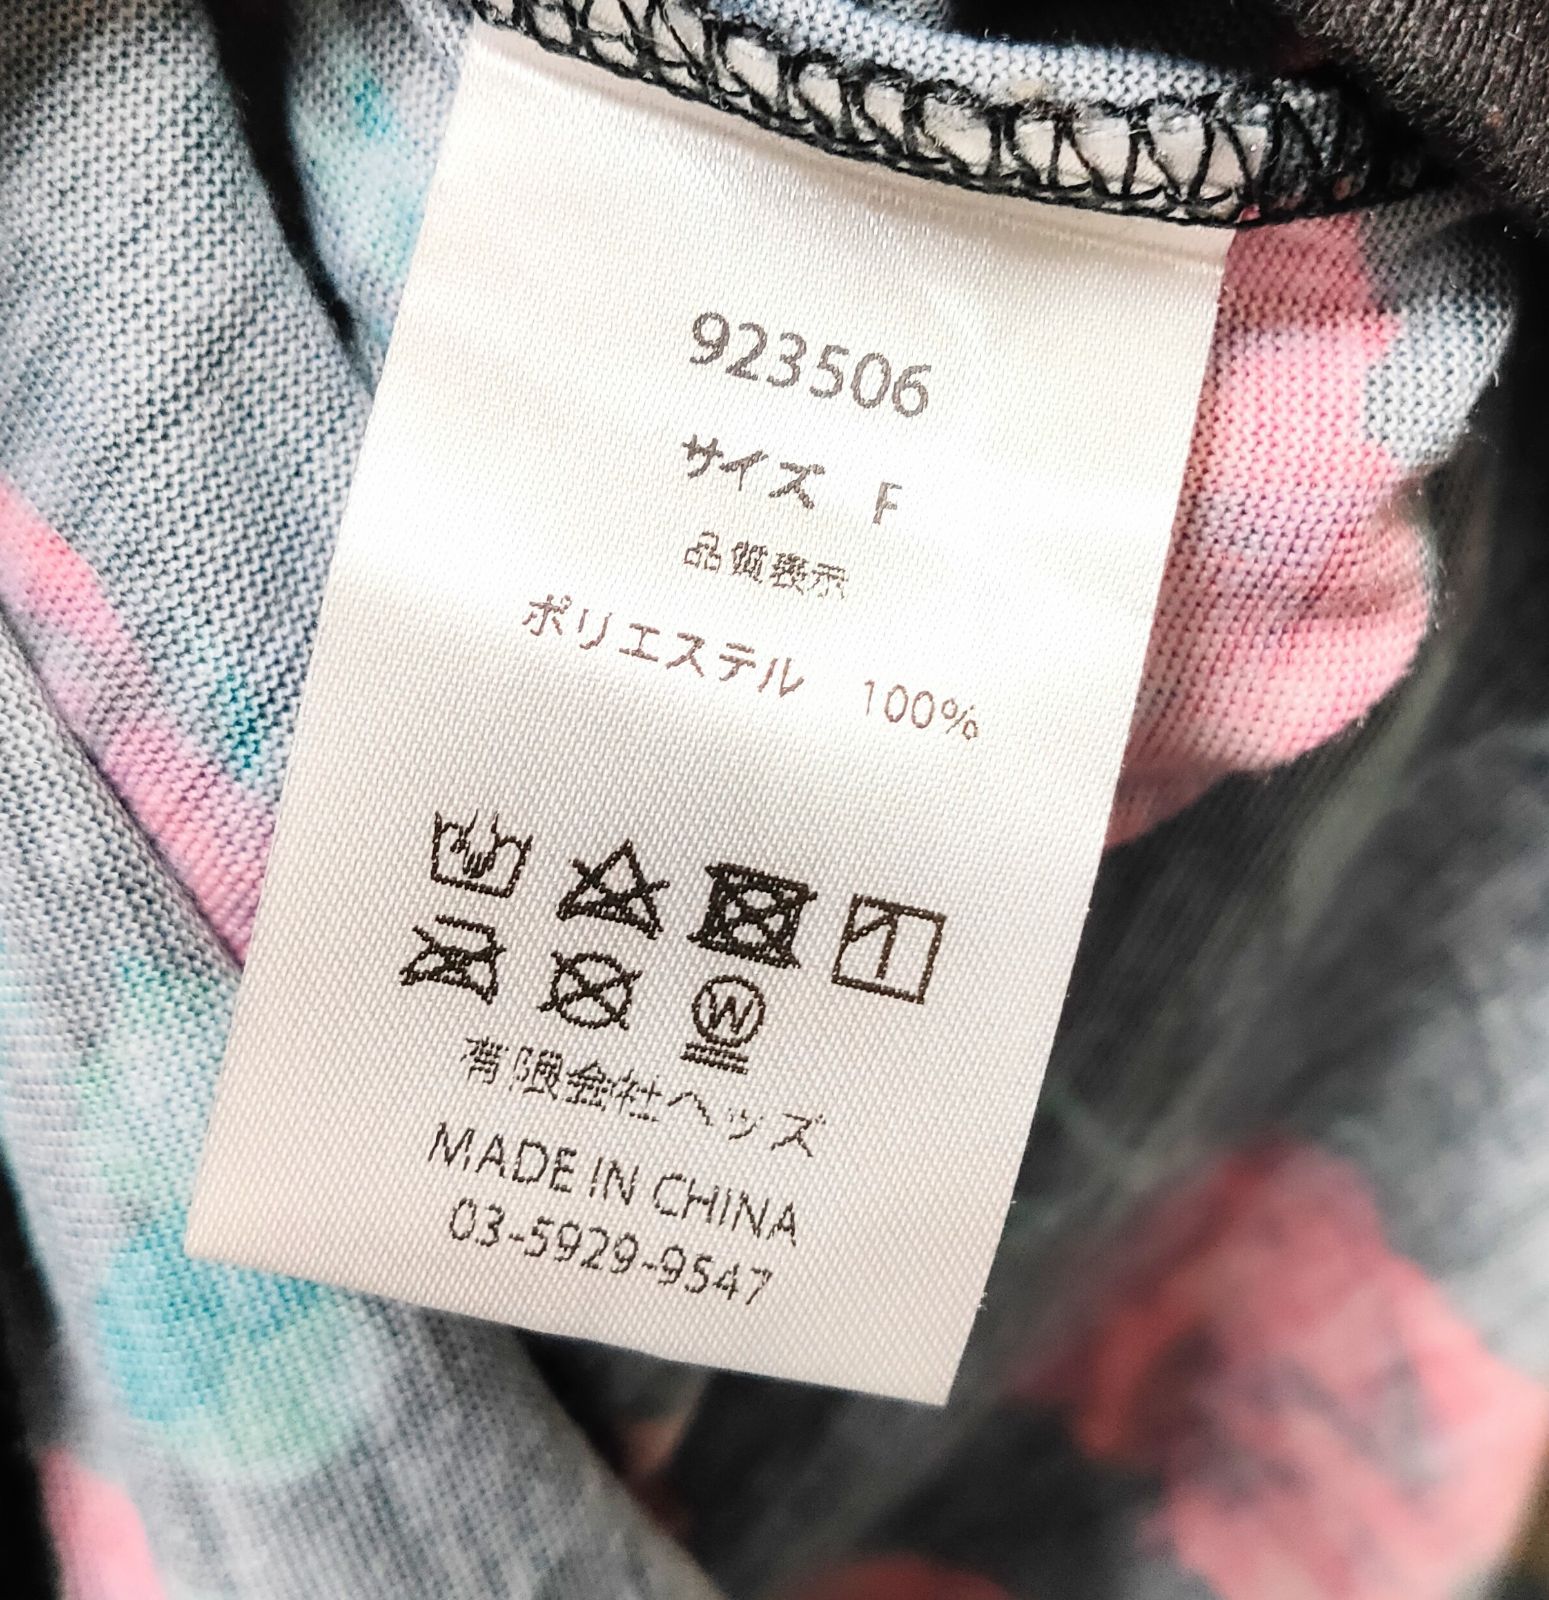 923506
サイズ F
品質表示
ポリエステル 100%
W
有限会社ヘッズ
MADE IN CHINA
03-5929-9547